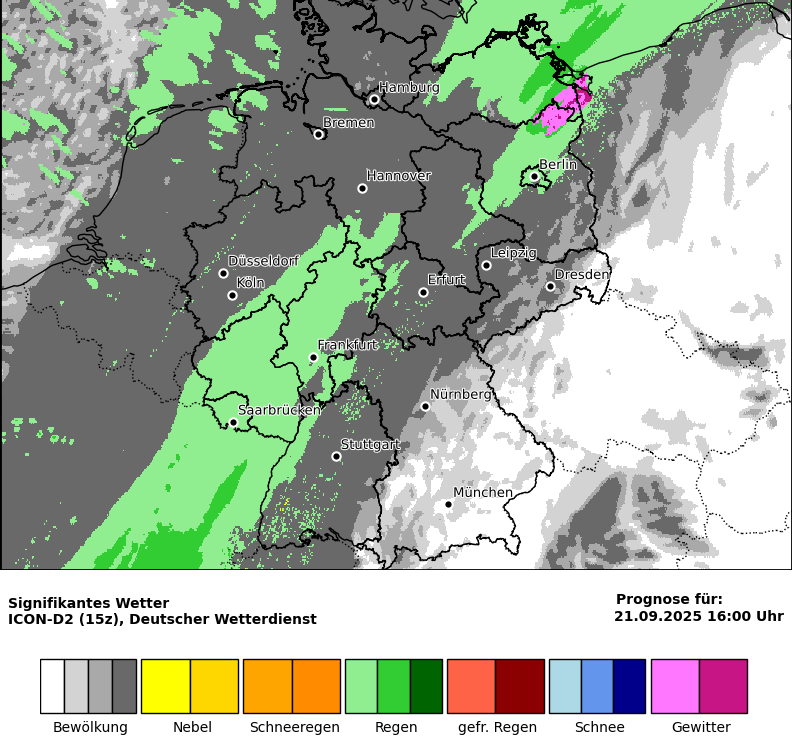 Hamburg
Bremen
Berlin
Hannover
Leipzig
Düsseldorf
Dresden
Köln
Erfurt
Frankfurt
Nürnberg
Saarbrücken
Stuttgart
München
Signifikantes Wetter
ICON-D2 (15z), Deutscher Wetterdienst
Prognose für:
21.09.2025 16:00 Uhr
Bewölkung Nebel Schneeregen Regen gefr. Regen Schnee Gewitter